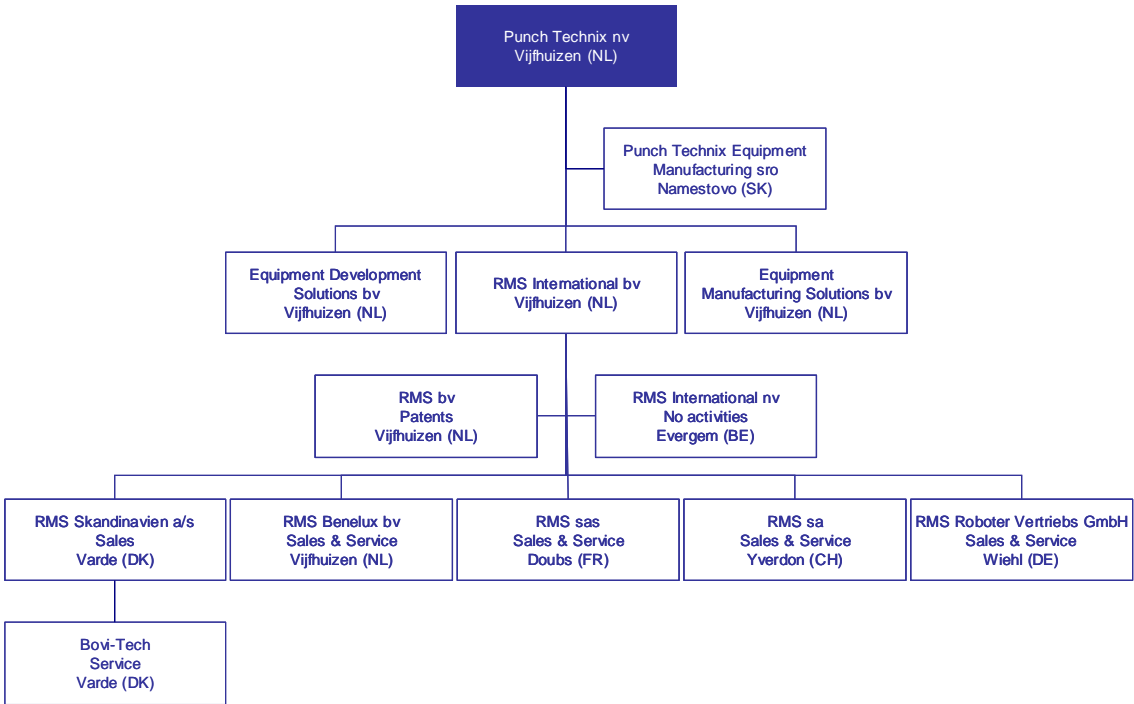 Punch Technix nv
Vijfhuizen (NL)
Punch Technix Equipment
Manufacturing sro
Namestovo (SK)
Equipment Development
Solutions bv
Vijfhuizen (NL)
RMS International bv
Vijfhuizen (NL)
Equipment
Manufacturing Solutions bv
Vijfhuizen (NL)
RMS bv
Patents
Vijfhuizen (NL)
RMS International nv
No activities
Evergem (BE)
RMS Skandinavien a/s
Sales
Varde (DK)
RMS Benelux bv
Sales & Service
Vijfhuizen (NL)
RMS sas
Sales & Service
Doubs (FR)
RMS sa
Sales & Service
Yverdon (CH)
RMS Roboter Vertriebs GmbH
Sales & Service
Wiehl (DE)
Bovi-Tech
Service
Varde (DK)